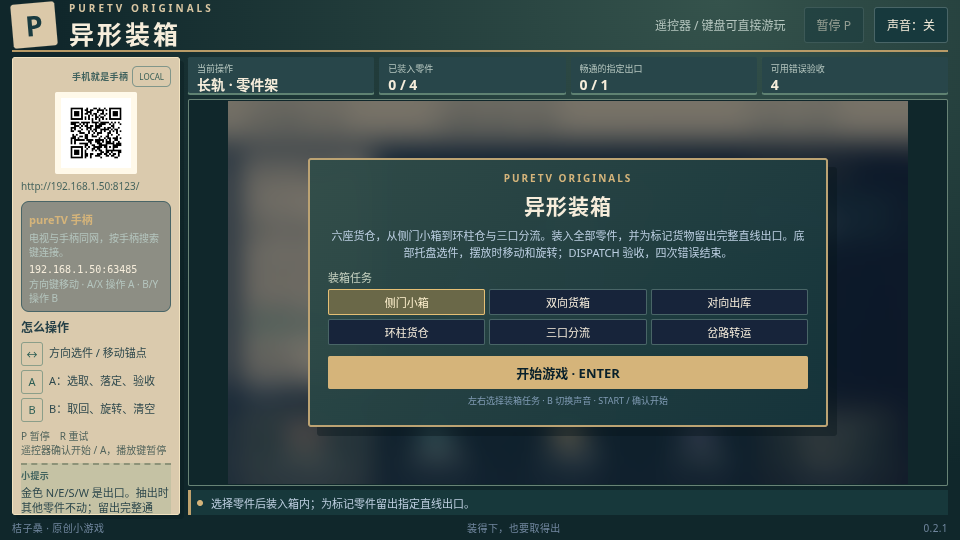 P
PURETV ORIGINALS
异形装箱
遥控器 / 键盘可直接游玩
暂停 P
声音：关
手机就是手柄
LOCAL
http://192.168.1.50:8123/
pureTV 手柄
电视与手柄同网，按手柄搜索
键连接。
192.168.1.50:63485
方向键移动 · A/X 操作 A · B/Y
操作 B
怎么操作
↔ 方向选件 / 移动锚点
A A：选取、落定、验收
B B：取回、旋转、清空
P 暂停 R 重试
遥控器确认开始 / A，播放键暂停
小提示
金色 N/E/S/W 是出口。抽出时
其他零件不动；留出完整通
当前操作
长轨 · 零件架
已装入零件
0 / 4
畅通的指定出口
0 / 1
可用错误验收
4
PURETV ORIGINALS
异形装箱
六座货仓，从侧门小箱到环柱仓与三口分流。装入全部零件，并为标记货物留出完整直线出口。底
部托盘选件，摆放时移动和旋转；DISPATCH 验收，四次错误结束。
装箱任务
侧门小箱
双向货箱
对向出库
环柱货仓
三口分流
岔路转运
开始游戏 · ENTER
左右选择装箱任务 · B 切换声音 · START / 确认开始
选择零件后装入箱内；为标记零件留出指定直线出口。
桔子桑 · 原创小游戏
装得下，也要取得出
0.2.1